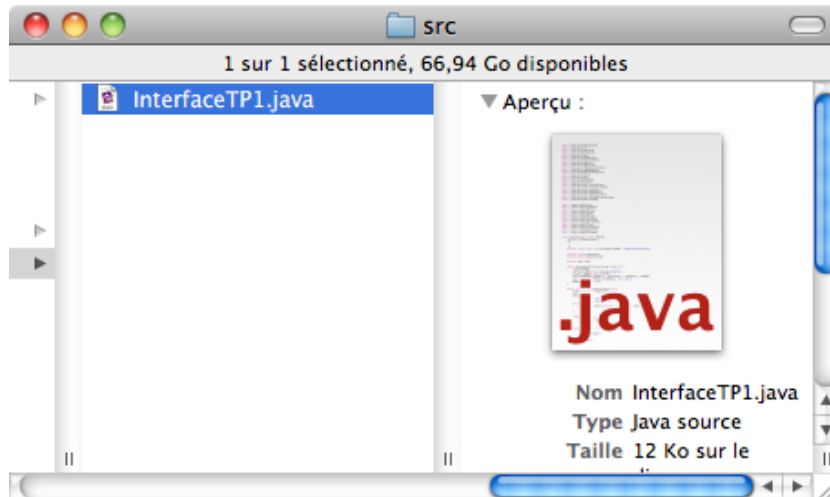 src
1 sur 1 sélectionné, 66,94 Go disponibles
InterfaceTP1.java
Aperçu :
.java
Nom InterfaceTP1.java
Type Java source
Taille 12 Ko sur le